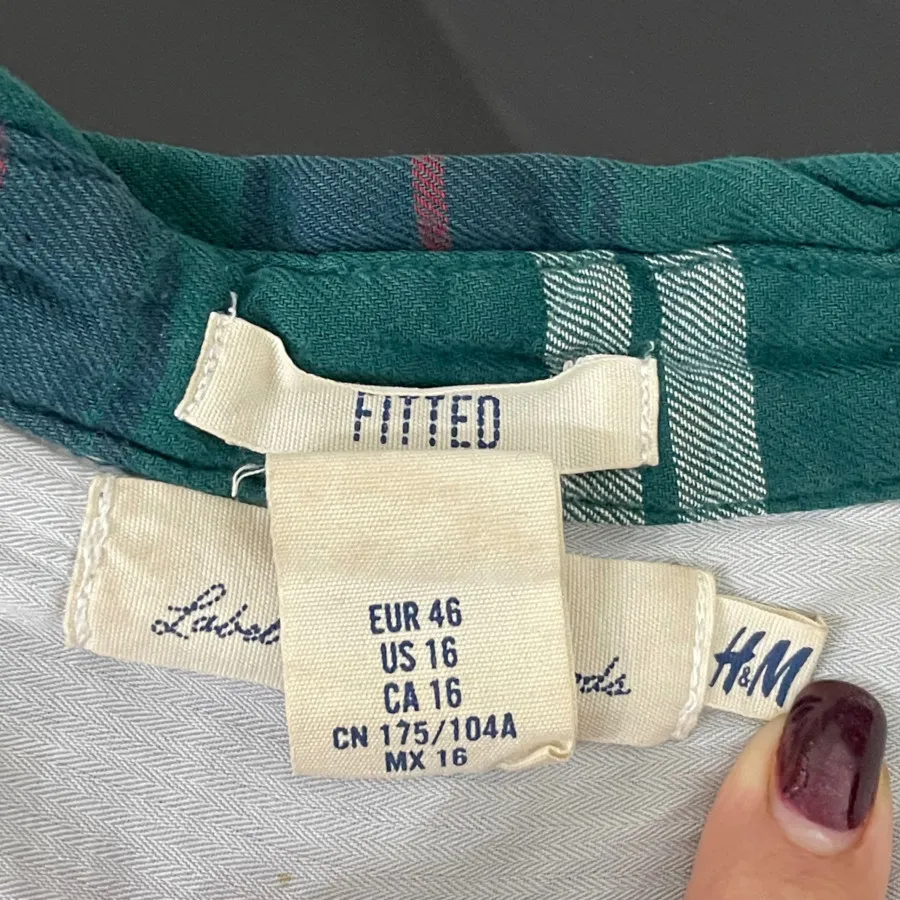 FITTED
EUR 46
US 16
CA 16
CN 175/104A
MX 16
H&M